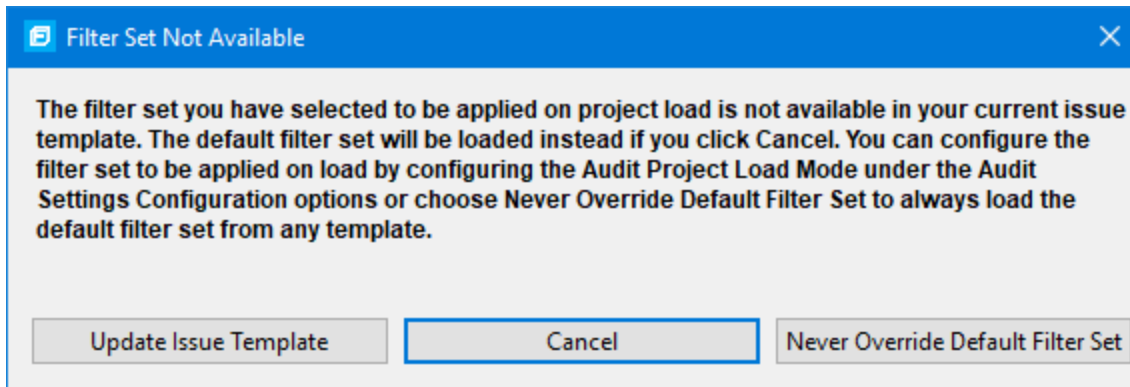 Filter Set Not Available
The filter set you have selected to be applied on project load is not available in your current issue
template. The default filter set will be loaded instead if you click Cancel. You can configure the
filter set to be applied on load by configuring the Audit Project Load Mode under the Audit
Settings Configuration options or choose Never Override Default Filter Set to always load the
default filter set from any template.
Update Issue Template
Cancel
Never Override Default Filter Set